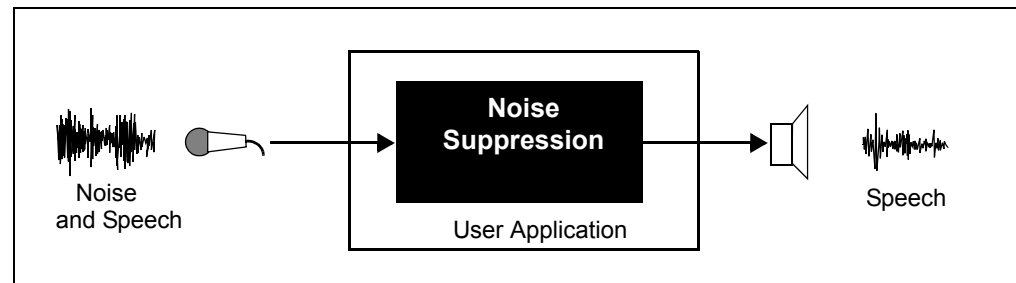 Noise
Suppression
Noise
and Speech
User Application
Speech